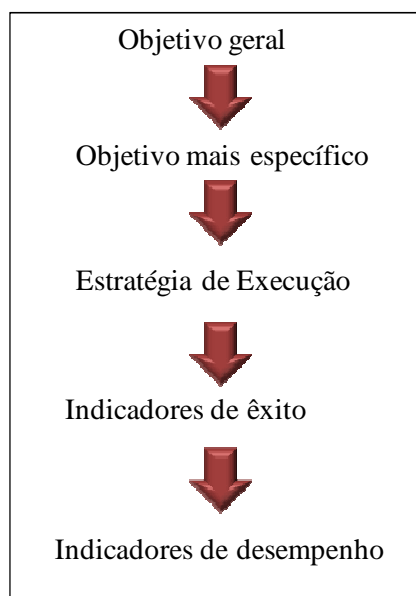 Objetivo geral
Objetivo mais específico
Estratégia de Execução
Indicadores de êxito
Indicadores de desempenho